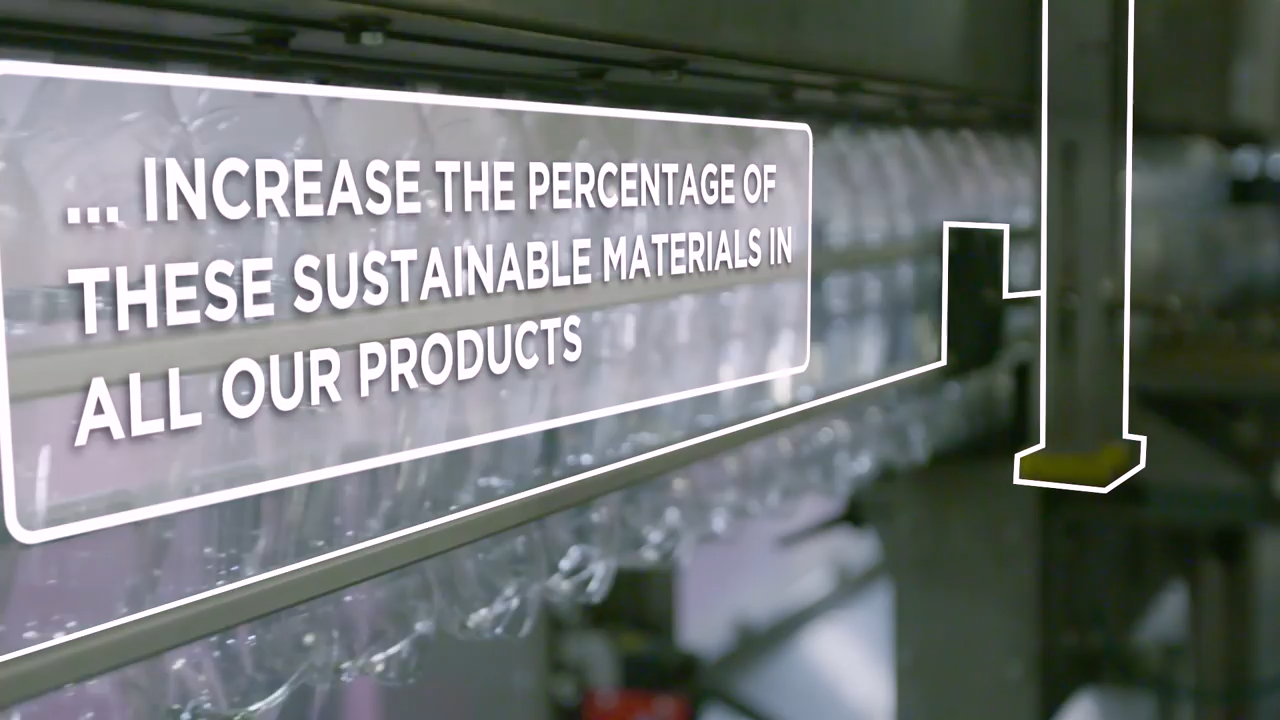 ... INCREASE THE PERCENTAGE OF
THESE SUSTAINABLE MATERIALS IN
ALL OUR PRODUCTS